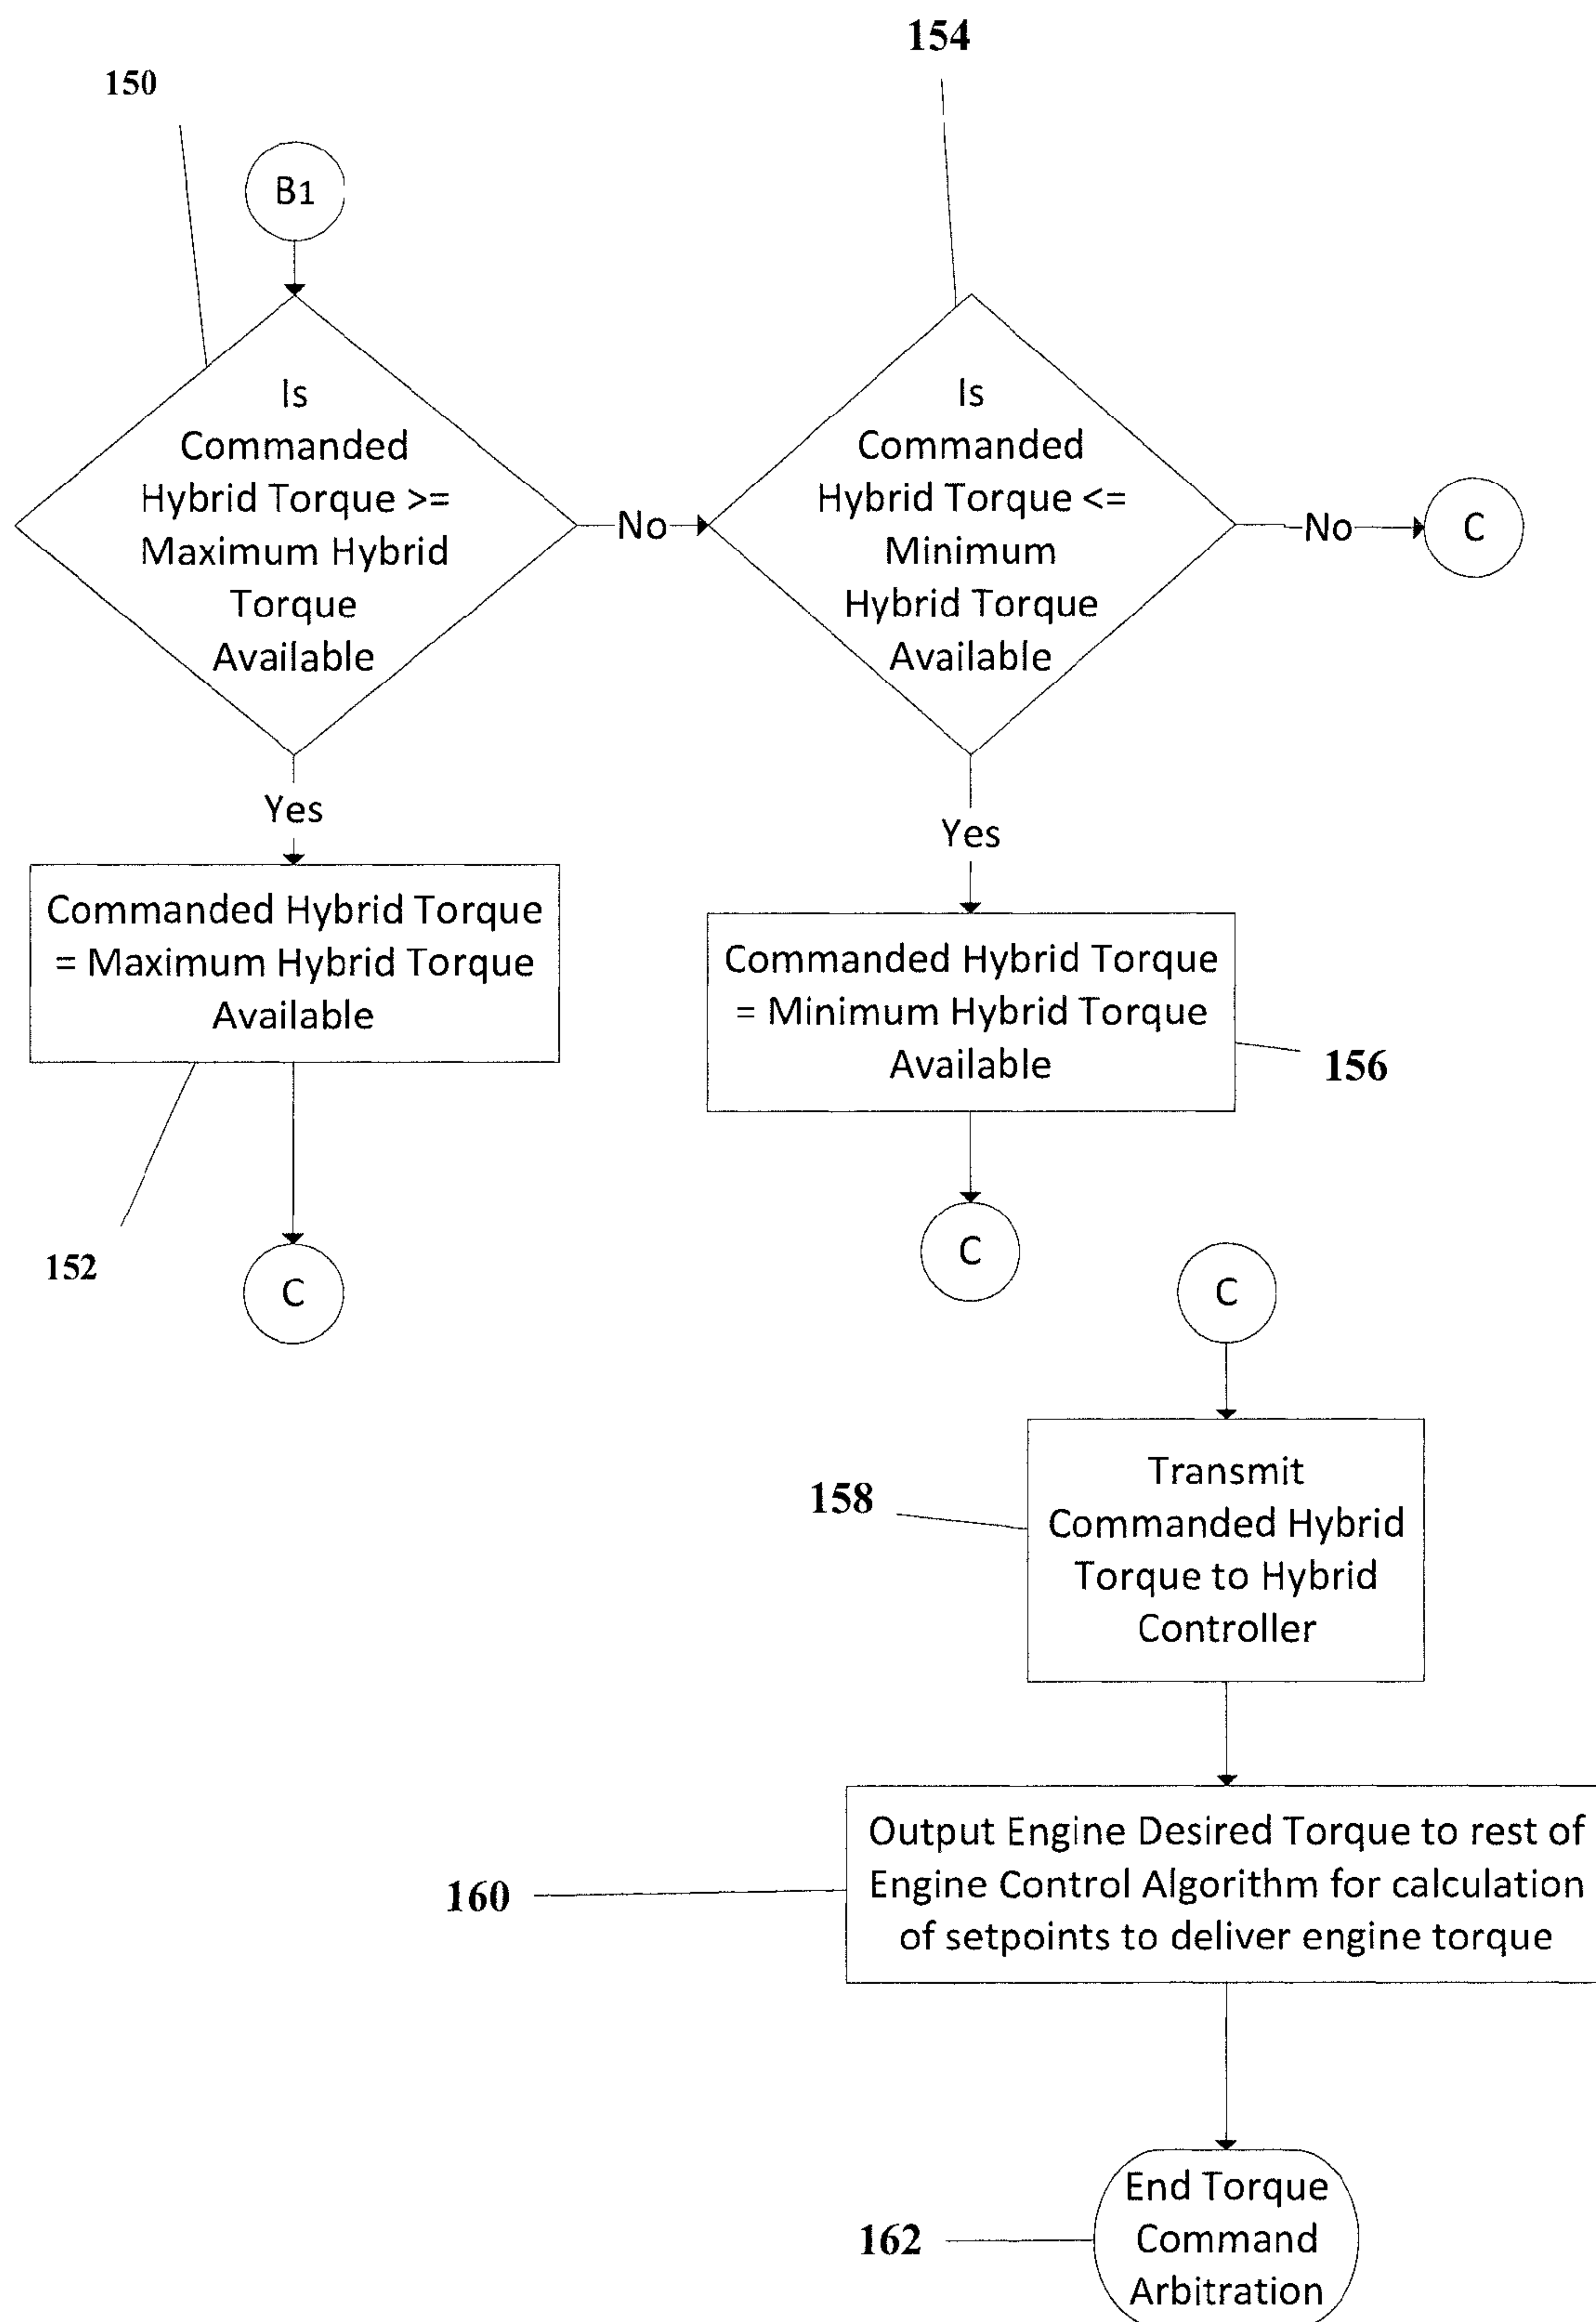 154
150
B1
Is
Commanded
Hybrid Torque >=
Maximum Hybrid
Torque
Available
No
Is
Commanded
Hybrid Torque <=
Minimum
Hybrid Torque
Available
No
C
Yes
Yes
Commanded Hybrid Torque
= Maximum Hybrid Torque
Available
Commanded Hybrid Torque
= Minimum Hybrid Torque
Available
156
152
C
C
C
158
Transmit
Commanded Hybrid
Torque to Hybrid
Controller
160
Output Engine Desired Torque to rest of
Engine Control Algorithm for calculation
of setpoints to deliver engine torque
162
End Torque
Command
Arbitration